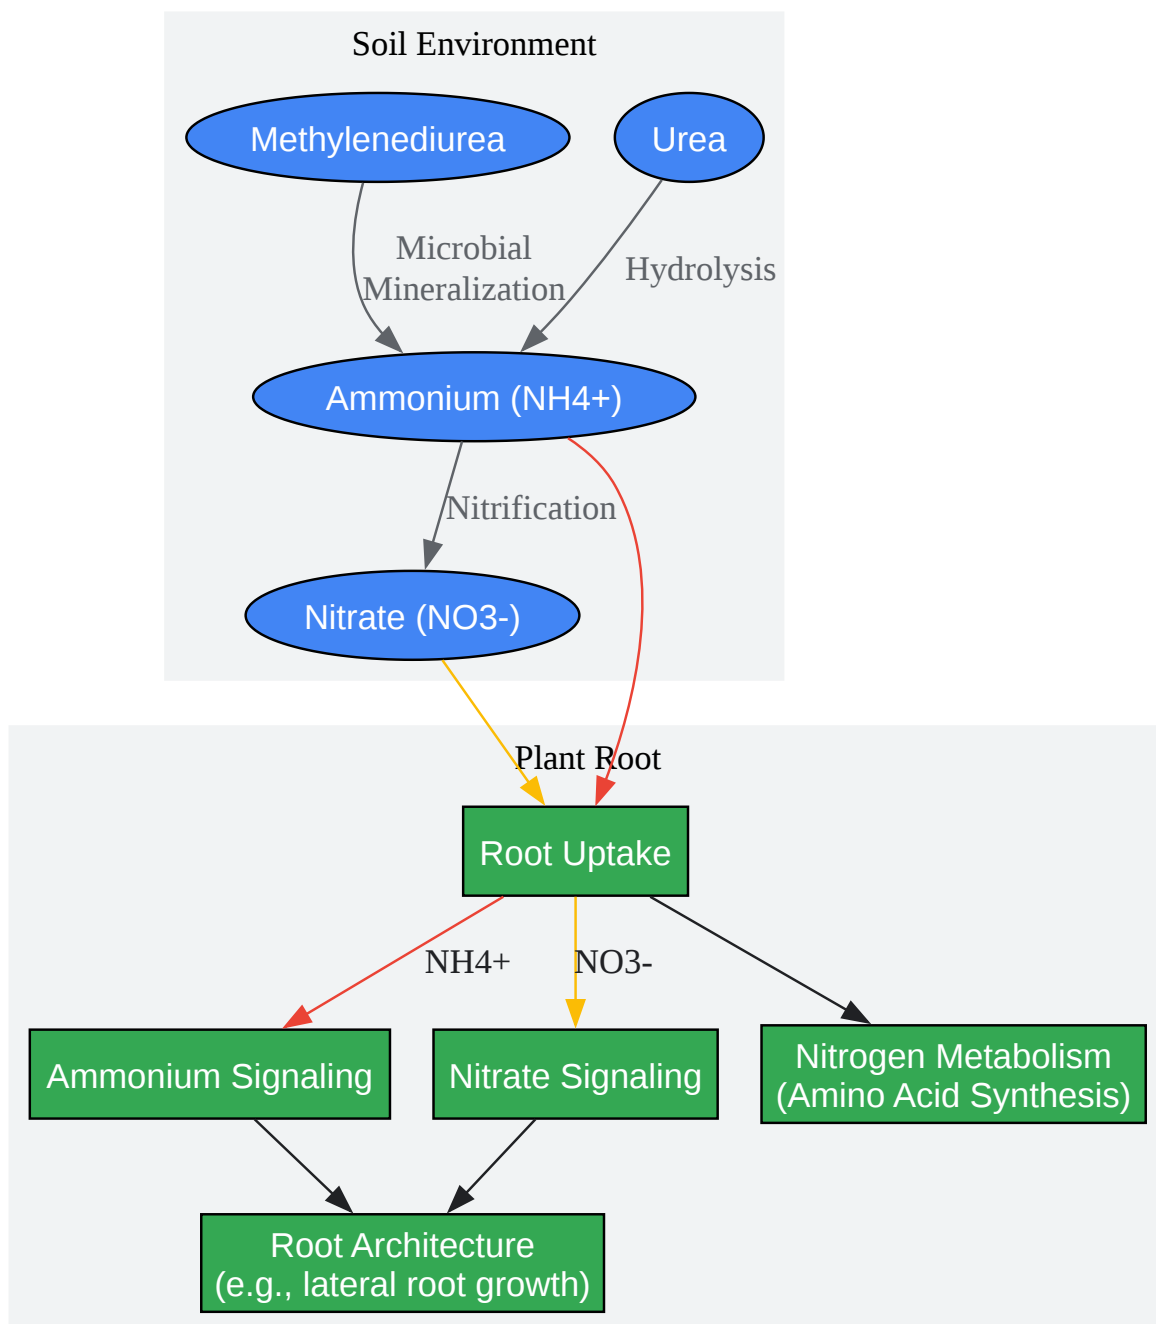 Soil Environment
Methylenediurea
Urea
Microbial
Mineralization
Hydrolysis
Ammonium (NH4+)
Nitrification
Nitrate (NO3-)
Plant Root
Root Uptake
NH4+
NO3-
Ammonium Signaling
Nitrate Signaling
Nitrogen Metabolism
(Amino Acid Synthesis)
Root Architecture
(e.g., lateral root growth)